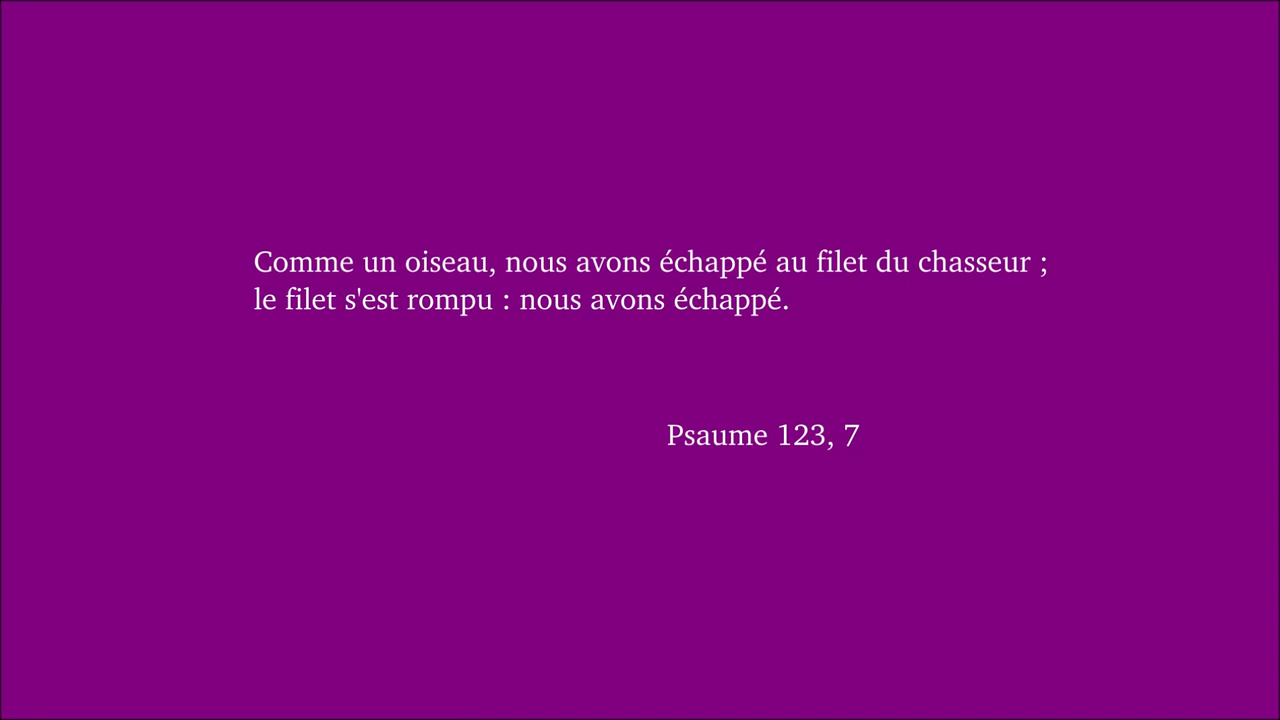 Comme un oiseau, nous avons échappé au filet du chasseur ;
le filet s'est rompu : nous avons échappé.
Psaume 123, 7